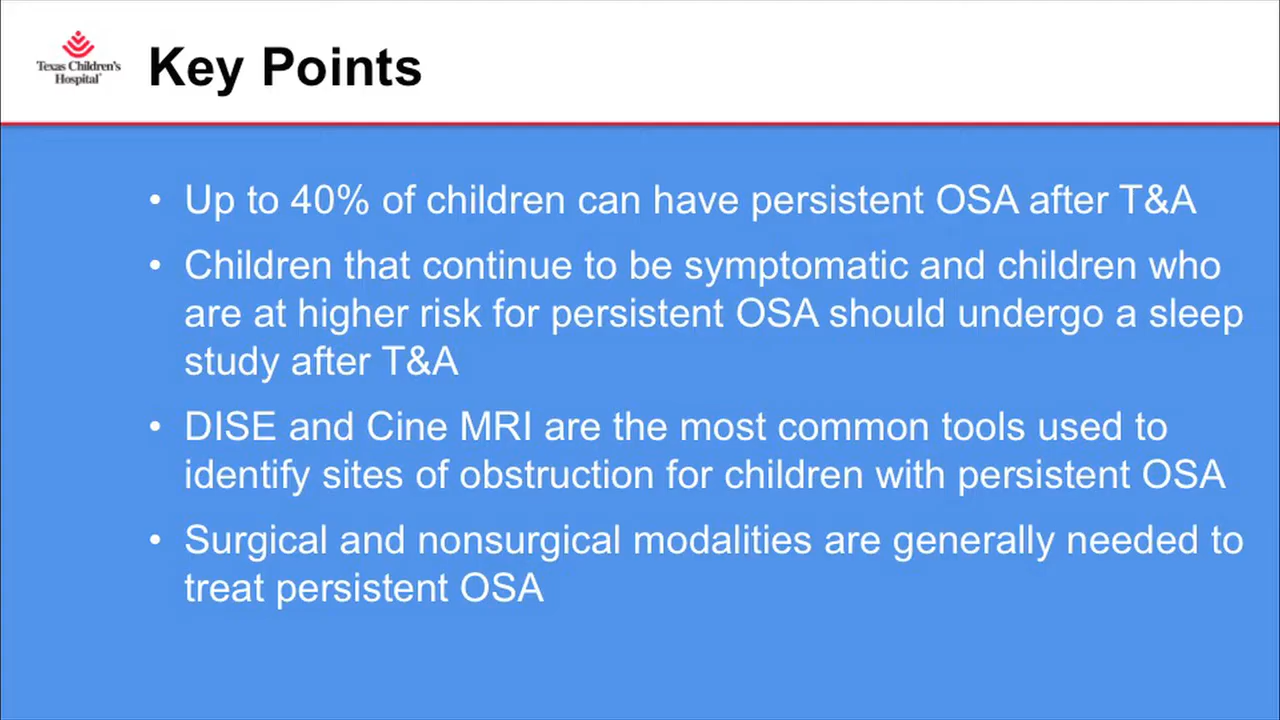 Texas Children's
Hospital
Key Points
• Up to 40% of children can have persistent OSA after T&A
• Children that continue to be symptomatic and children who
are at higher risk for persistent OSA should undergo a sleep
study after T&A
• DISE and Cine MRI are the most common tools used to
identify sites of obstruction for children with persistent OSA
• Surgical and nonsurgical modalities are generally needed to
treat persistent OSA